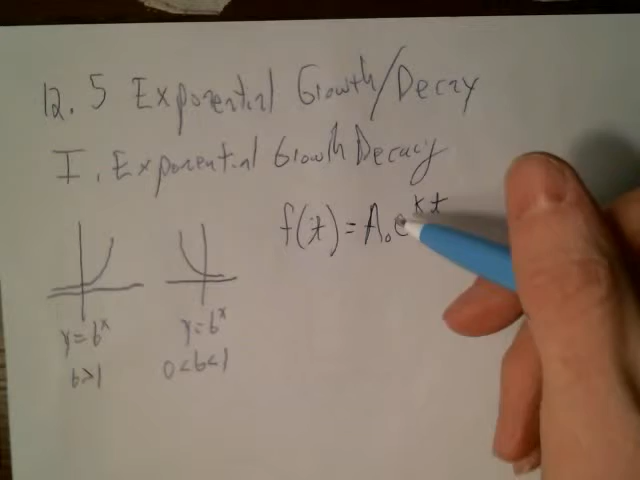 12.5 Exponential Growth/Decay
I. Exponential Growth Decay
f(t) = A₀e^kt
y=b^x
b>1
y=b^x
0<b<1